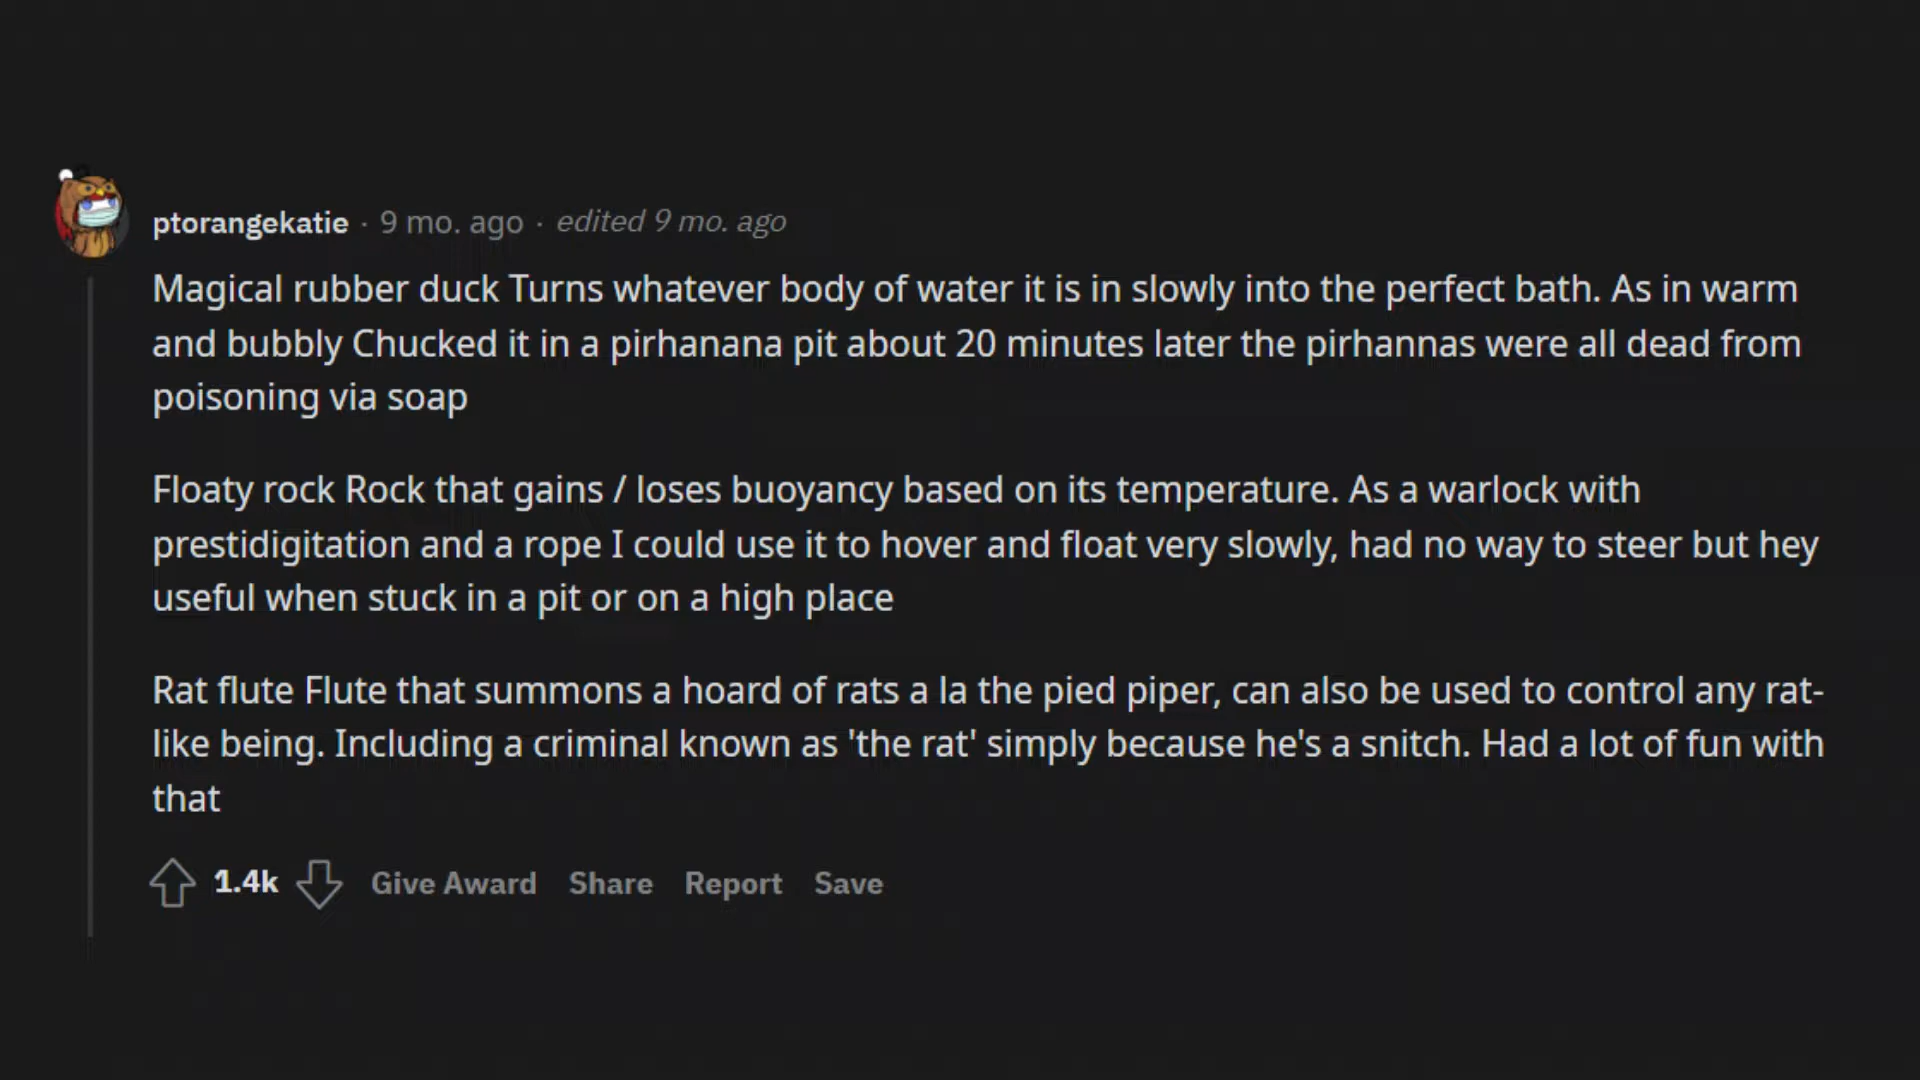 ptorangekatie · 9 mo. ago · edited 9 mo. ago
Magical rubber duck Turns whatever body of water it is in slowly into the perfect bath. As in warm
and bubbly Chucked it in a pirhanana pit about 20 minutes later the pirhannas were all dead from
poisoning via soap
Floaty rock Rock that gains / loses buoyancy based on its temperature. As a warlock with
prestidigitation and a rope I could use it to hover and float very slowly, had no way to steer but hey
useful when stuck in a pit or on a high place
Rat flute Flute that summons a hoard of rats a la the pied piper, can also be used to control any rat-
like being. Including a criminal known as 'the rat' simply because he's a snitch. Had a lot of fun with
that
1.4k Give Award Share Report Save